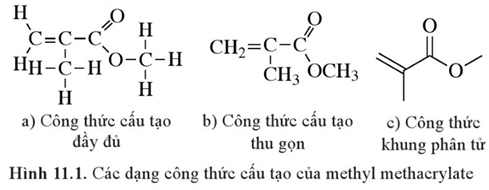 H O H
C=C–C H
H H–C–H O–C–H
H H
CH₂=C–C O
CH₃ OCH₃
O
O
a) Công thức cấu tạo đầy đủ
b) Công thức cấu tạo thu gọn
c) Công thức khung phân tử
Hình 11.1. Các dạng công thức cấu tạo của methyl methacrylate